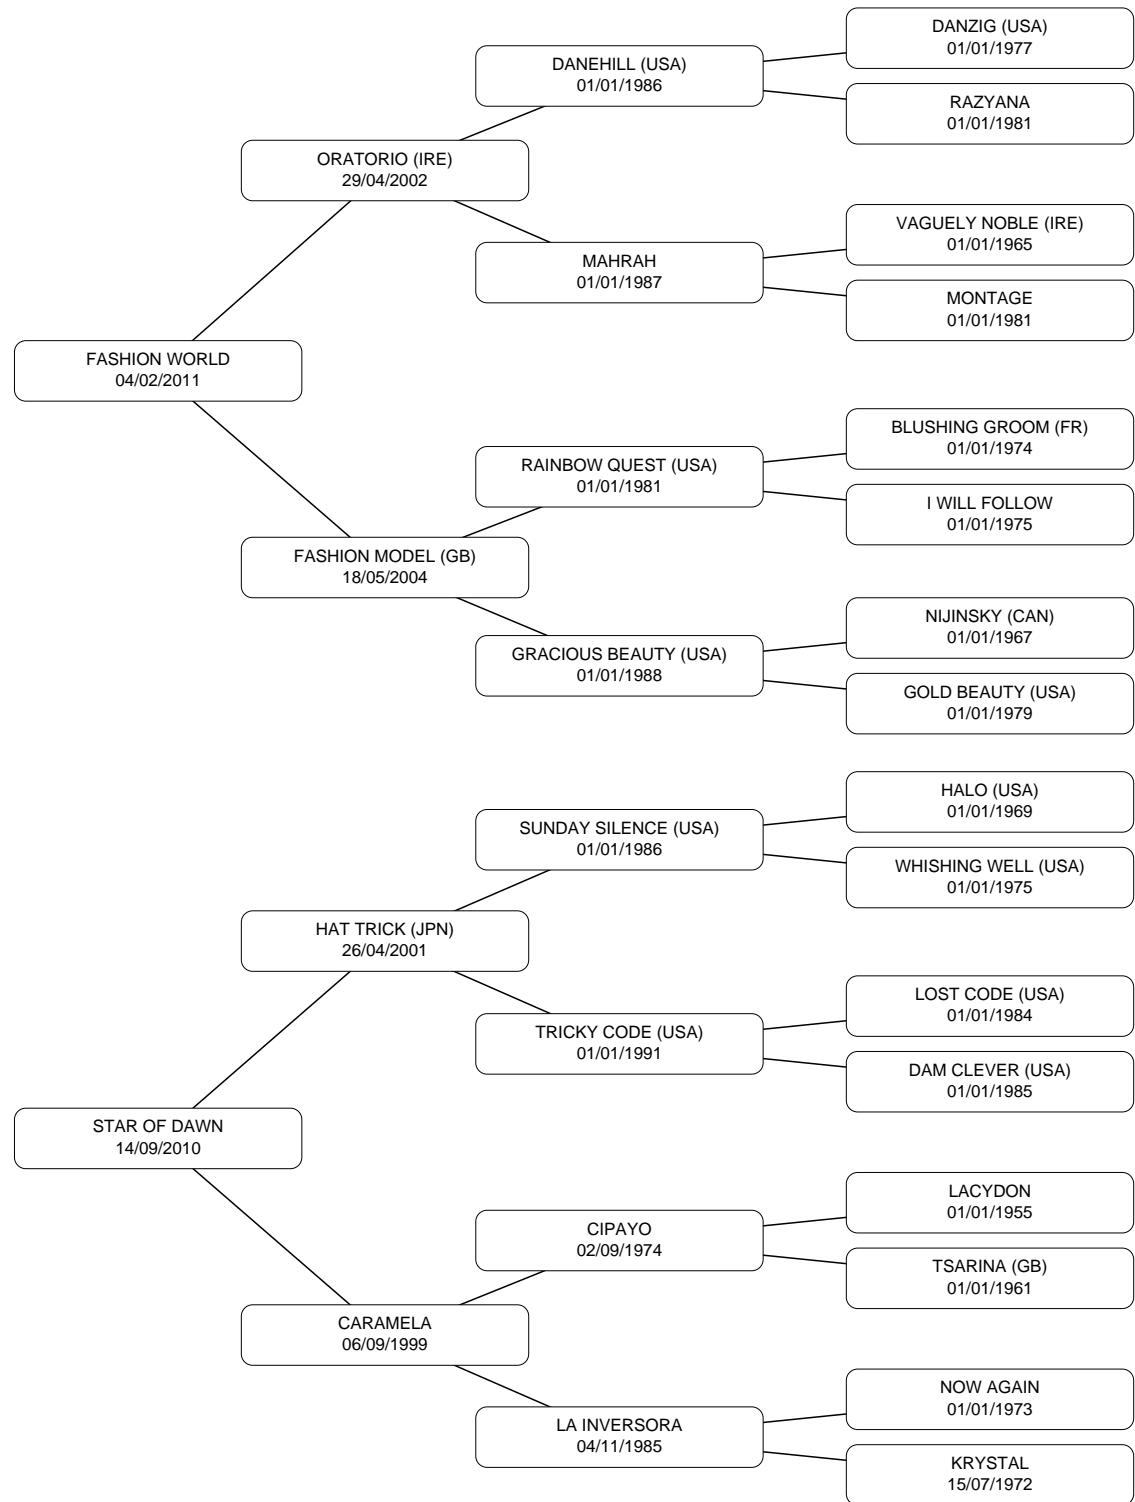 DANZIG (USA)
01/01/1977
DANEHILL (USA)
01/01/1986
RAZYANA
01/01/1981
ORATORIO (IRE)
29/04/2002
VAGUELY NOBLE (IRE)
01/01/1965
MAHRAH
01/01/1987
MONTAGE
01/01/1981
FASHION WORLD
04/02/2011
BLUSHING GROOM (FR)
01/01/1974
RAINBOW QUEST (USA)
01/01/1981
I WILL FOLLOW
01/01/1975
FASHION MODEL (GB)
18/05/2004
NIJINSKY (CAN)
01/01/1967
GRACIOUS BEAUTY (USA)
01/01/1988
GOLD BEAUTY (USA)
01/01/1979
HALO (USA)
01/01/1969
SUNDAY SILENCE (USA)
01/01/1986
WHISHING WELL (USA)
01/01/1975
HAT TRICK (JPN)
26/04/2001
LOST CODE (USA)
01/01/1984
TRICKY CODE (USA)
01/01/1991
DAM CLEVER (USA)
01/01/1985
STAR OF DAWN
14/09/2010
LACYDON
01/01/1955
CIPAYO
02/09/1974
TSARINA (GB)
01/01/1961
CARAMELA
06/09/1999
NOW AGAIN
01/01/1973
LA INVERSORA
04/11/1985
KRYSTAL
15/07/1972